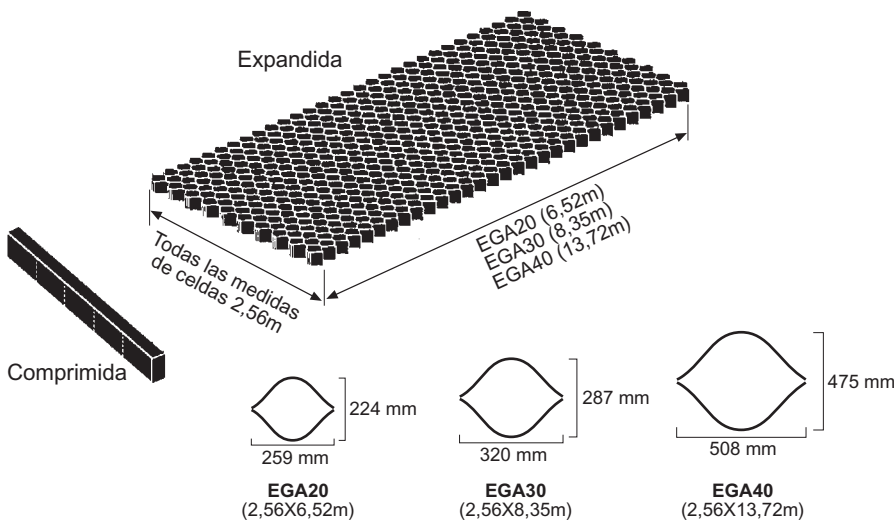 Expandida
EGA20 (6,52m)
EGA30 (8,35m)
EGA40 (13,72m)
Todas las medidas
de celdas 2,56m
Comprimida
224 mm
259 mm
EGA20
(2,56X6,52m)
287 mm
320 mm
EGA30
(2,56X8,35m)
475 mm
508 mm
EGA40
(2,56X13,72m)